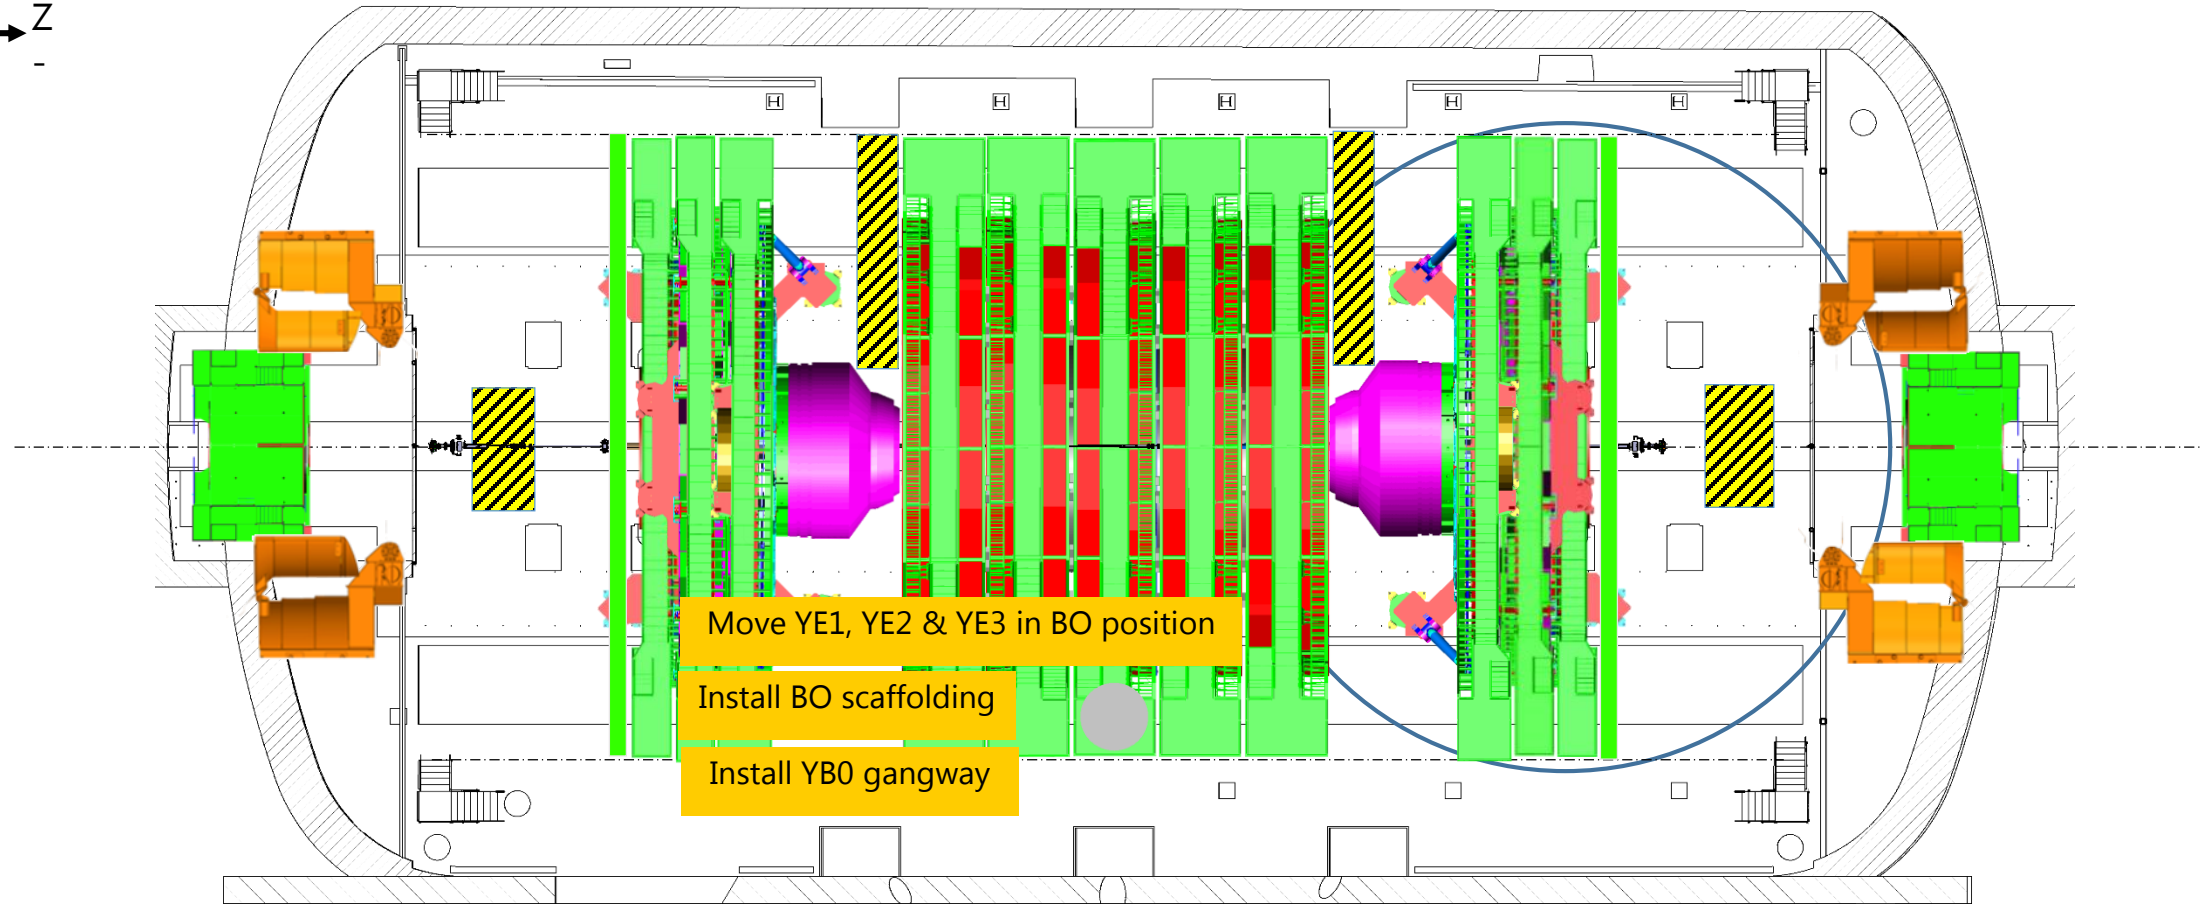 Z
-
Move YE1, YE2 & YE3 in BO position
Install BO scaffolding
Install YB0 gangway